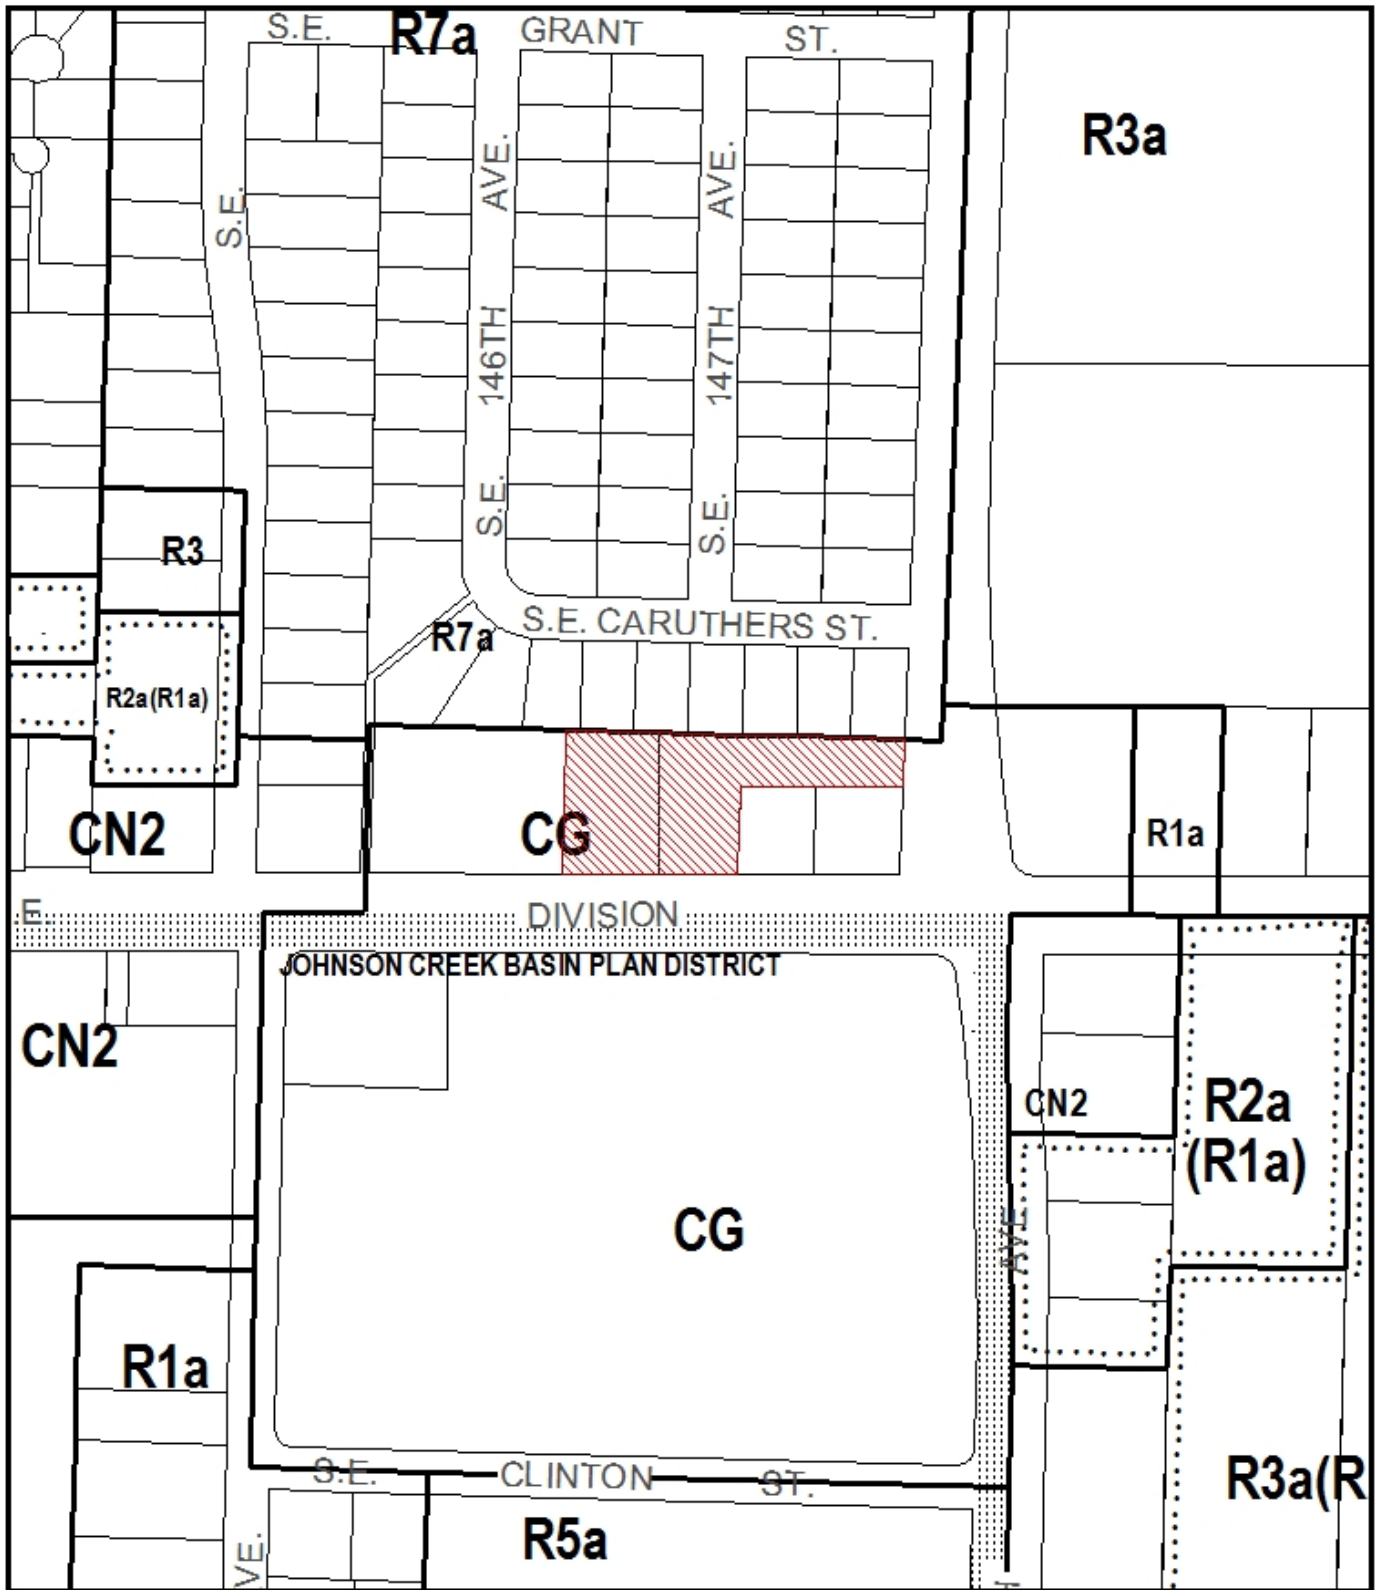 S.E. GRANT ST.
R7a
R3a
S.E.
S.E. 146TH AVE.
S.E. 147TH AVE.
R3
S.E. CARUTHERS ST.
R7a
R2a(R1a)
CN2
CG
R1a
E.
DIVISION
JOHNSON CREEK BASIN PLAN DISTRICT
CN2
CN2
R2a
(R1a)
AVE
CG
R1a
S.E. CLINTON ST.
R3a(R
R5a
VE.